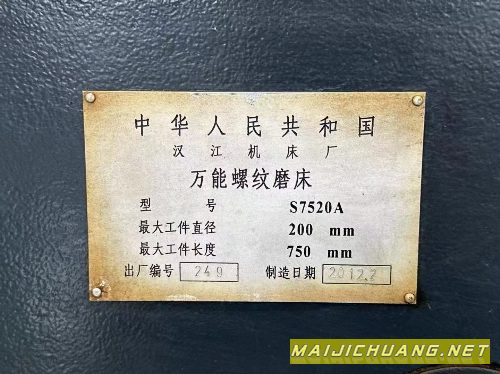 中华人民共和国
汉江机床厂
万能螺纹磨床
型号 S7520A
最大工件直径 200 mm
最大工件长度 750 mm
出厂编号 249 制造日期 2012.2
MAIJICHUANG.NET